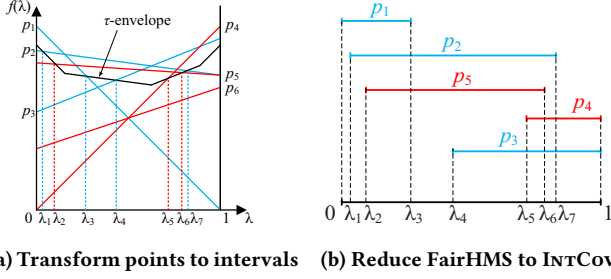 f(λ)
p1
p4
τ-envelope
p2
p5
p6
p3
0 λ1 λ2 λ3 λ4 λ5 λ6 λ7 1 λ
(a) Transform points to intervals
p1
p2
p5
p4
p3
0 λ1 λ2 λ3 λ4 λ5 λ6 λ7 1
(b) Reduce FairHMS to INTCOV